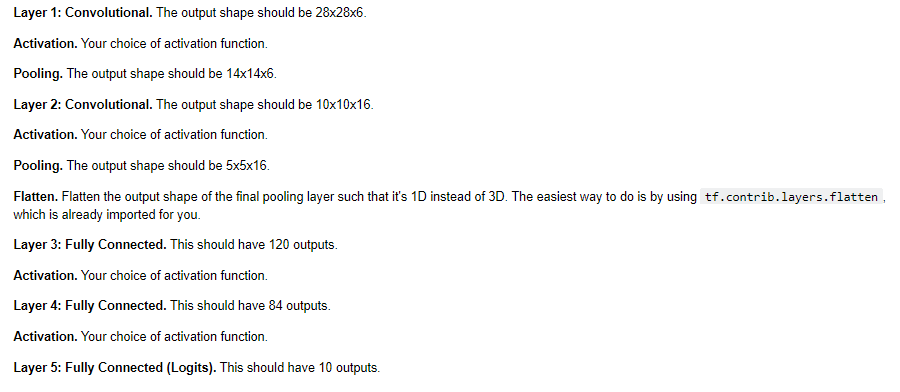 Layer 1: Convolutional. The output shape should be 28x28x6.
Activation. Your choice of activation function.
Pooling. The output shape should be 14x14x6.
Layer 2: Convolutional. The output shape should be 10x10x16.
Activation. Your choice of activation function.
Pooling. The output shape should be 5x5x16.
Flatten. Flatten the output shape of the final pooling layer such that it's 1D instead of 3D. The easiest way to do is by using tf.contrib.layers.flatten ,
which is already imported for you.
Layer 3: Fully Connected. This should have 120 outputs.
Activation. Your choice of activation function.
Layer 4: Fully Connected. This should have 84 outputs.
Activation. Your choice of activation function.
Layer 5: Fully Connected (Logits). This should have 10 outputs.